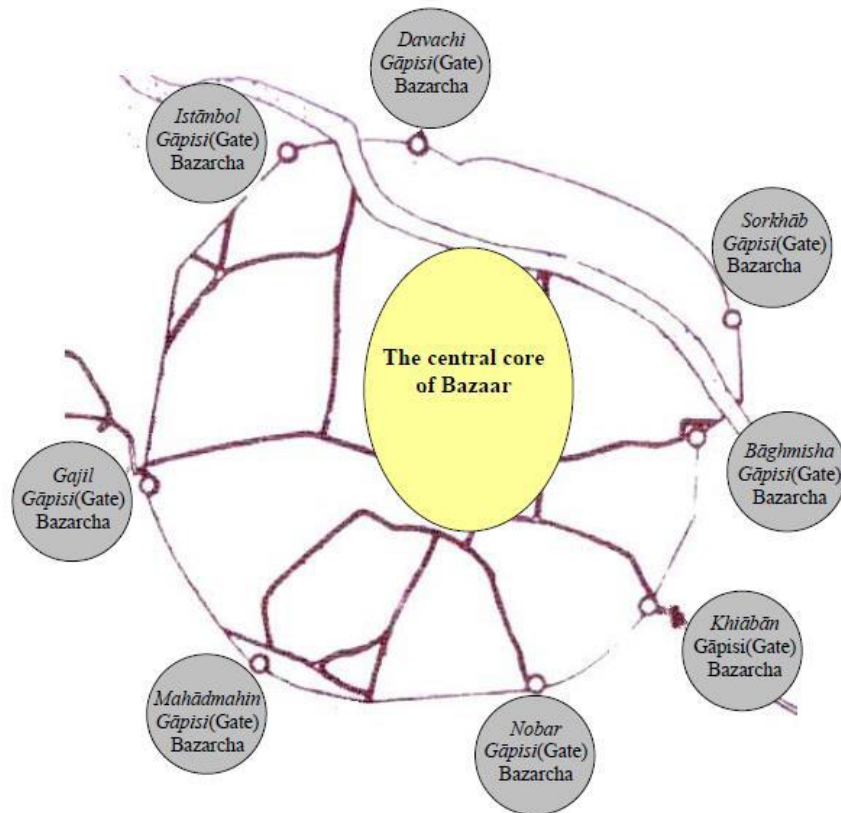 Davachi
Gāpisi(Gate)
Bazarcha
Istānbol
Gāpisi(Gate)
Bazarcha
Sorkhāb
Gāpisi(Gate)
Bazarcha
The central core
of Bazaar
Gajil
Gāpisi(Gate)
Bazarcha
Bāghmisha
Gāpisi(Gate)
Bazarcha
Khiābān
Gāpisi(Gate)
Bazarcha
Mahādmahin
Gāpisi(Gate)
Bazarcha
Nobar
Gāpisi(Gate)
Bazarcha